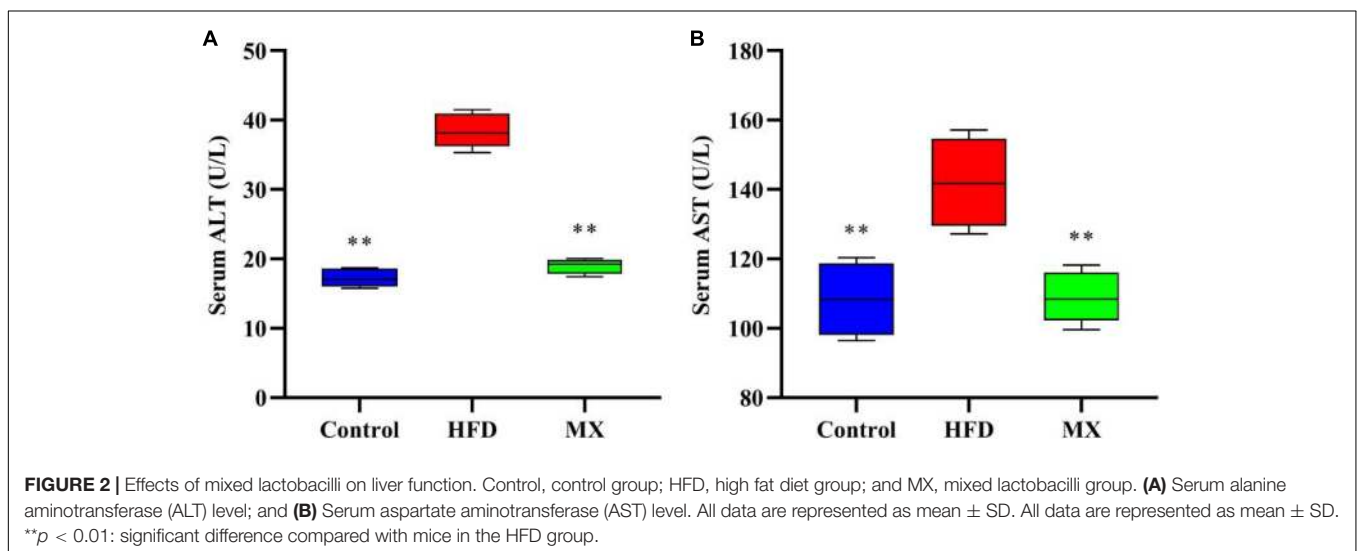 A
B
50
40
30
20
10
0
Serum ALT (U/L)
**
**
Control
HFD
MX
180
160
140
120
100
80
Serum AST (U/L)
**
**
Control
HFD
MX
FIGURE 2 | Effects of mixed lactobacilli on liver function. Control, control group; HFD, high fat diet group; and MX, mixed lactobacilli group. (A) Serum alanine
aminotransferase (ALT) level; and (B) Serum aspartate aminotransferase (AST) level. All data are represented as mean ± SD. All data are represented as mean ± SD.
**p < 0.01: significant difference compared with mice in the HFD group.